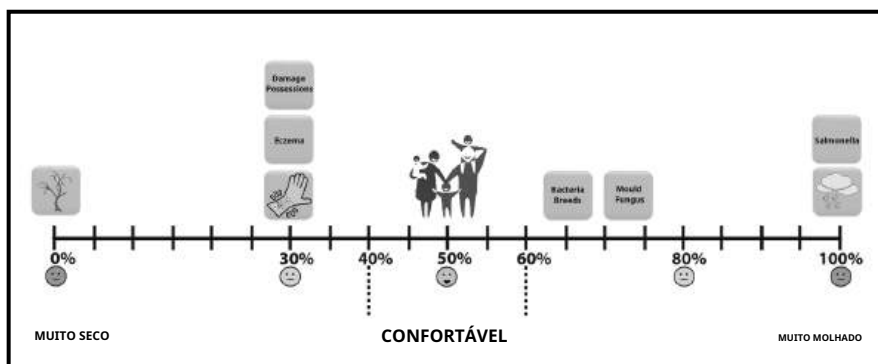 Damage
Possessions
Eczema
Salmonella
Bacteria
Breeds
Mould
Fungus
0%
30%
40%
50%
60%
80%
100%
MUITO SECO
CONFORTÁVEL
MUITO MOLHADO